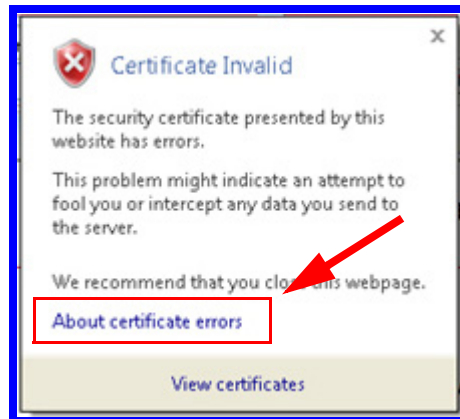 Certificate Invalid
The security certificate presented by this
website has errors.
This problem might indicate an attempt to
fool you or intercept any data you send to
the server.
We recommend that you close this webpage.
About certificate errors
View certificates